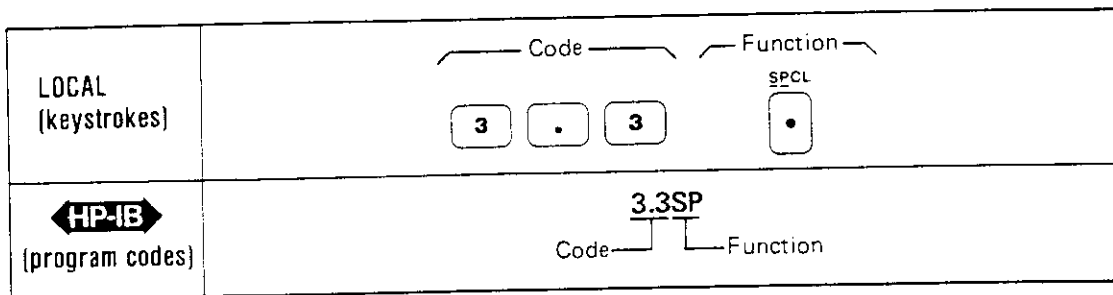 LOCAL
(keystrokes)
Code
Function
SPCL
3 . 3 •
HP-IB
(program codes)
3.3SP
Code Function